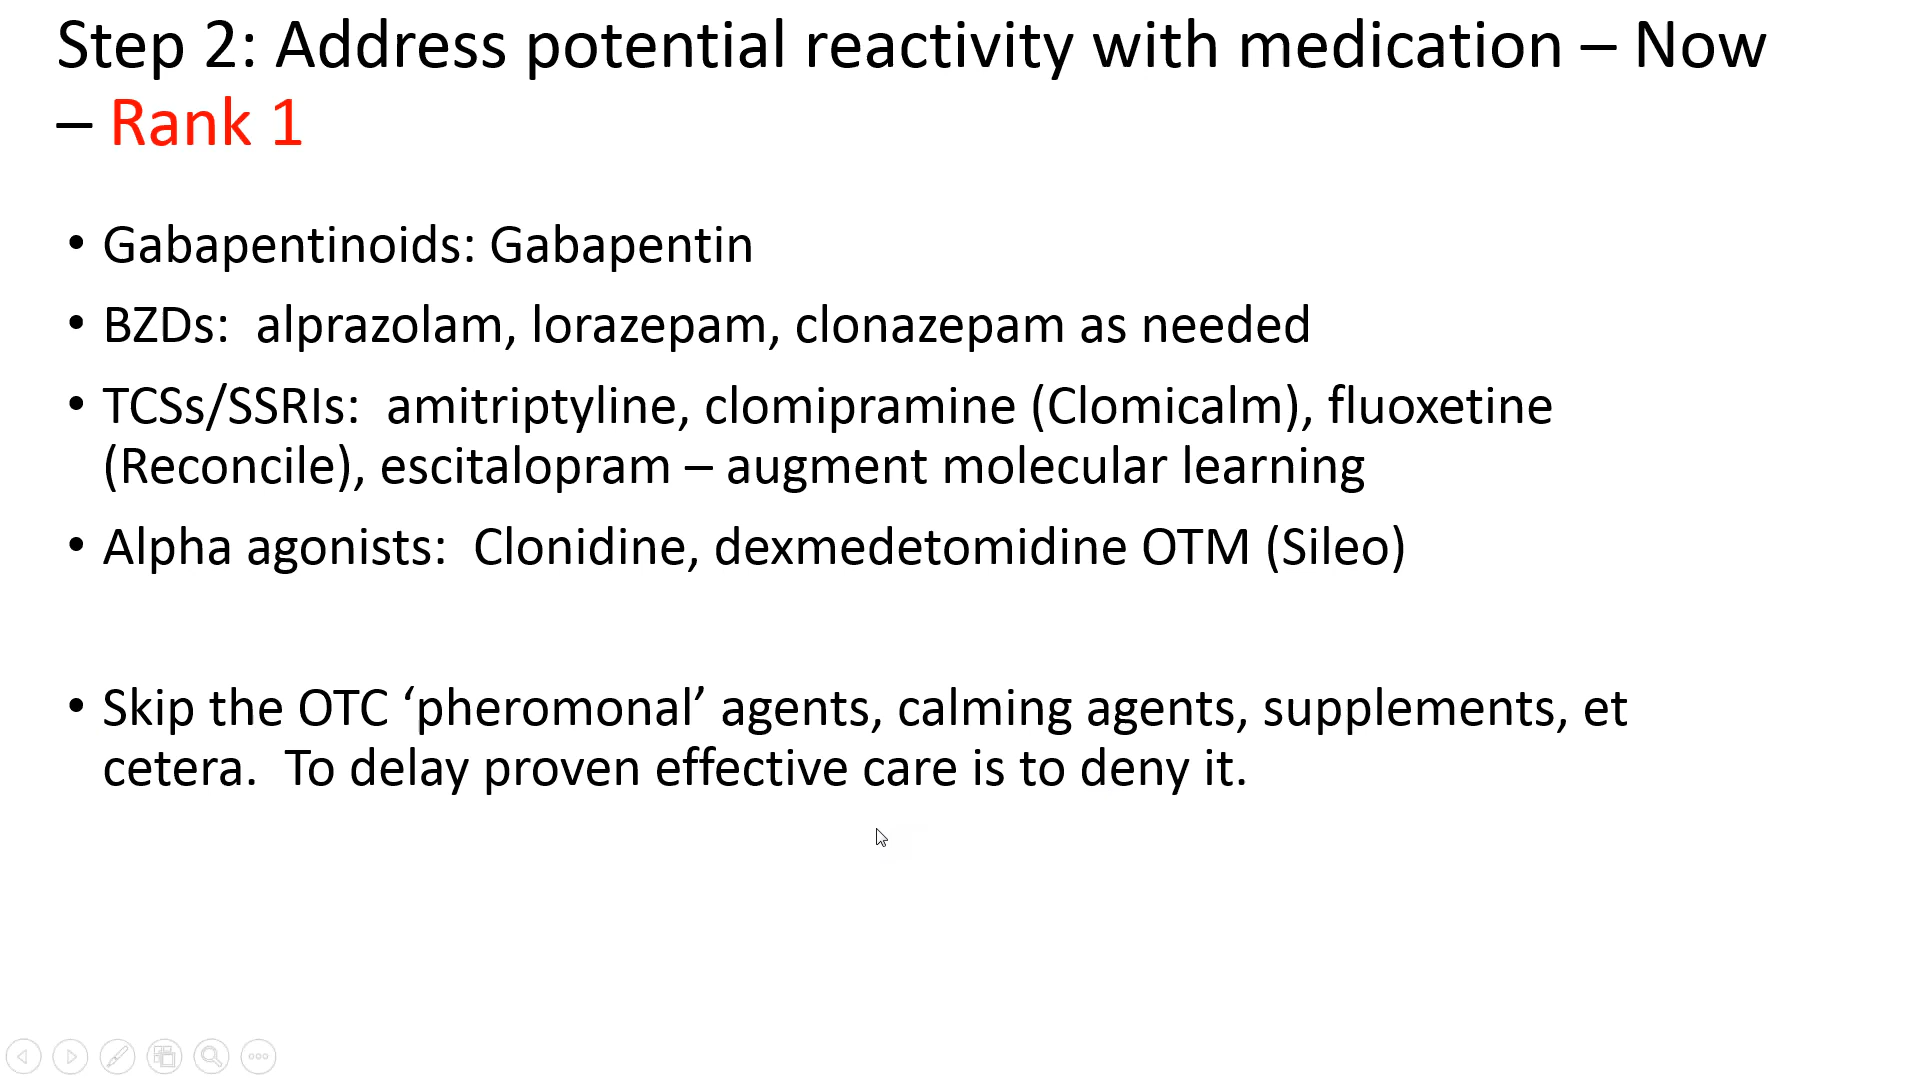 Step 2: Address potential reactivity with medication – Now
– Rank 1
• Gabapentinoids: Gabapentin
• BZDs:  alprazolam, lorazepam, clonazepam as needed
• TCSs/SSRIs:  amitriptyline, clomipramine (Clomicalm), fluoxetine
(Reconcile), escitalopram – augment molecular learning
• Alpha agonists:  Clonidine, dexmedetomidine OTM (Sileo)
• Skip the OTC ‘pheromonal’ agents, calming agents, supplements, et
cetera.  To delay proven effective care is to deny it.